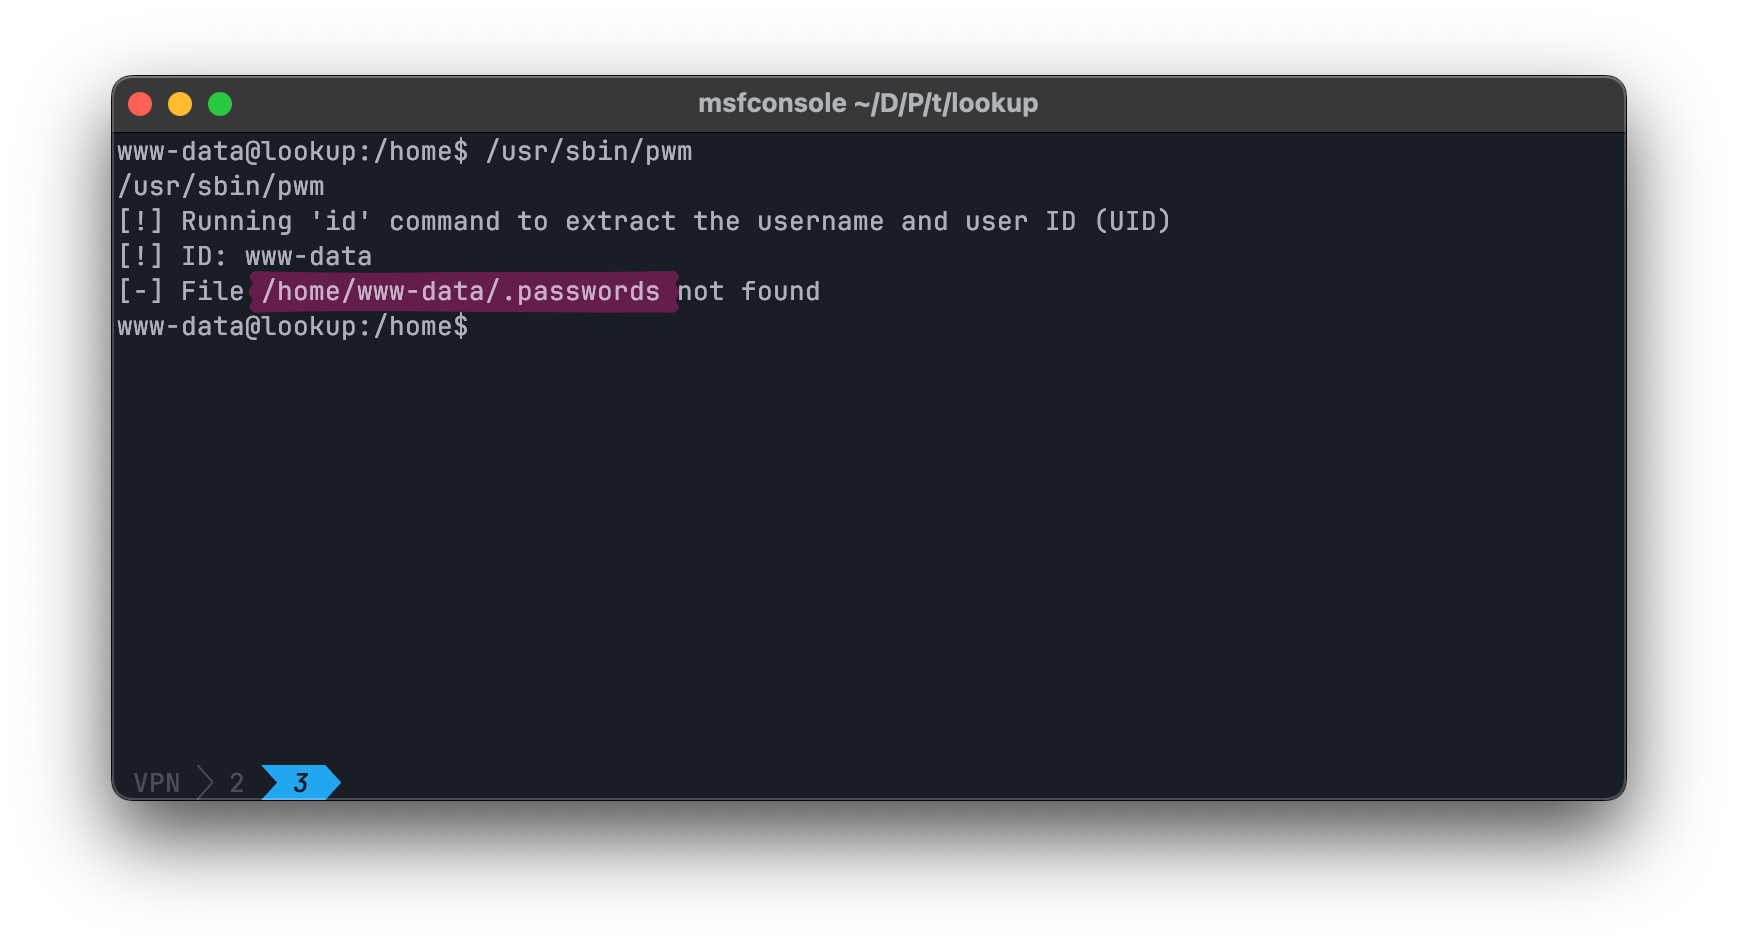 msfconsole ~/D/P/t/lookup
www-data@lookup:/home$ /usr/sbin/pwm
/usr/sbin/pwm
[!] Running 'id' command to extract the username and user ID (UID)
[!] ID: www-data
[-] File /home/www-data/.passwords not found
www-data@lookup:/home$
VPN 2 3